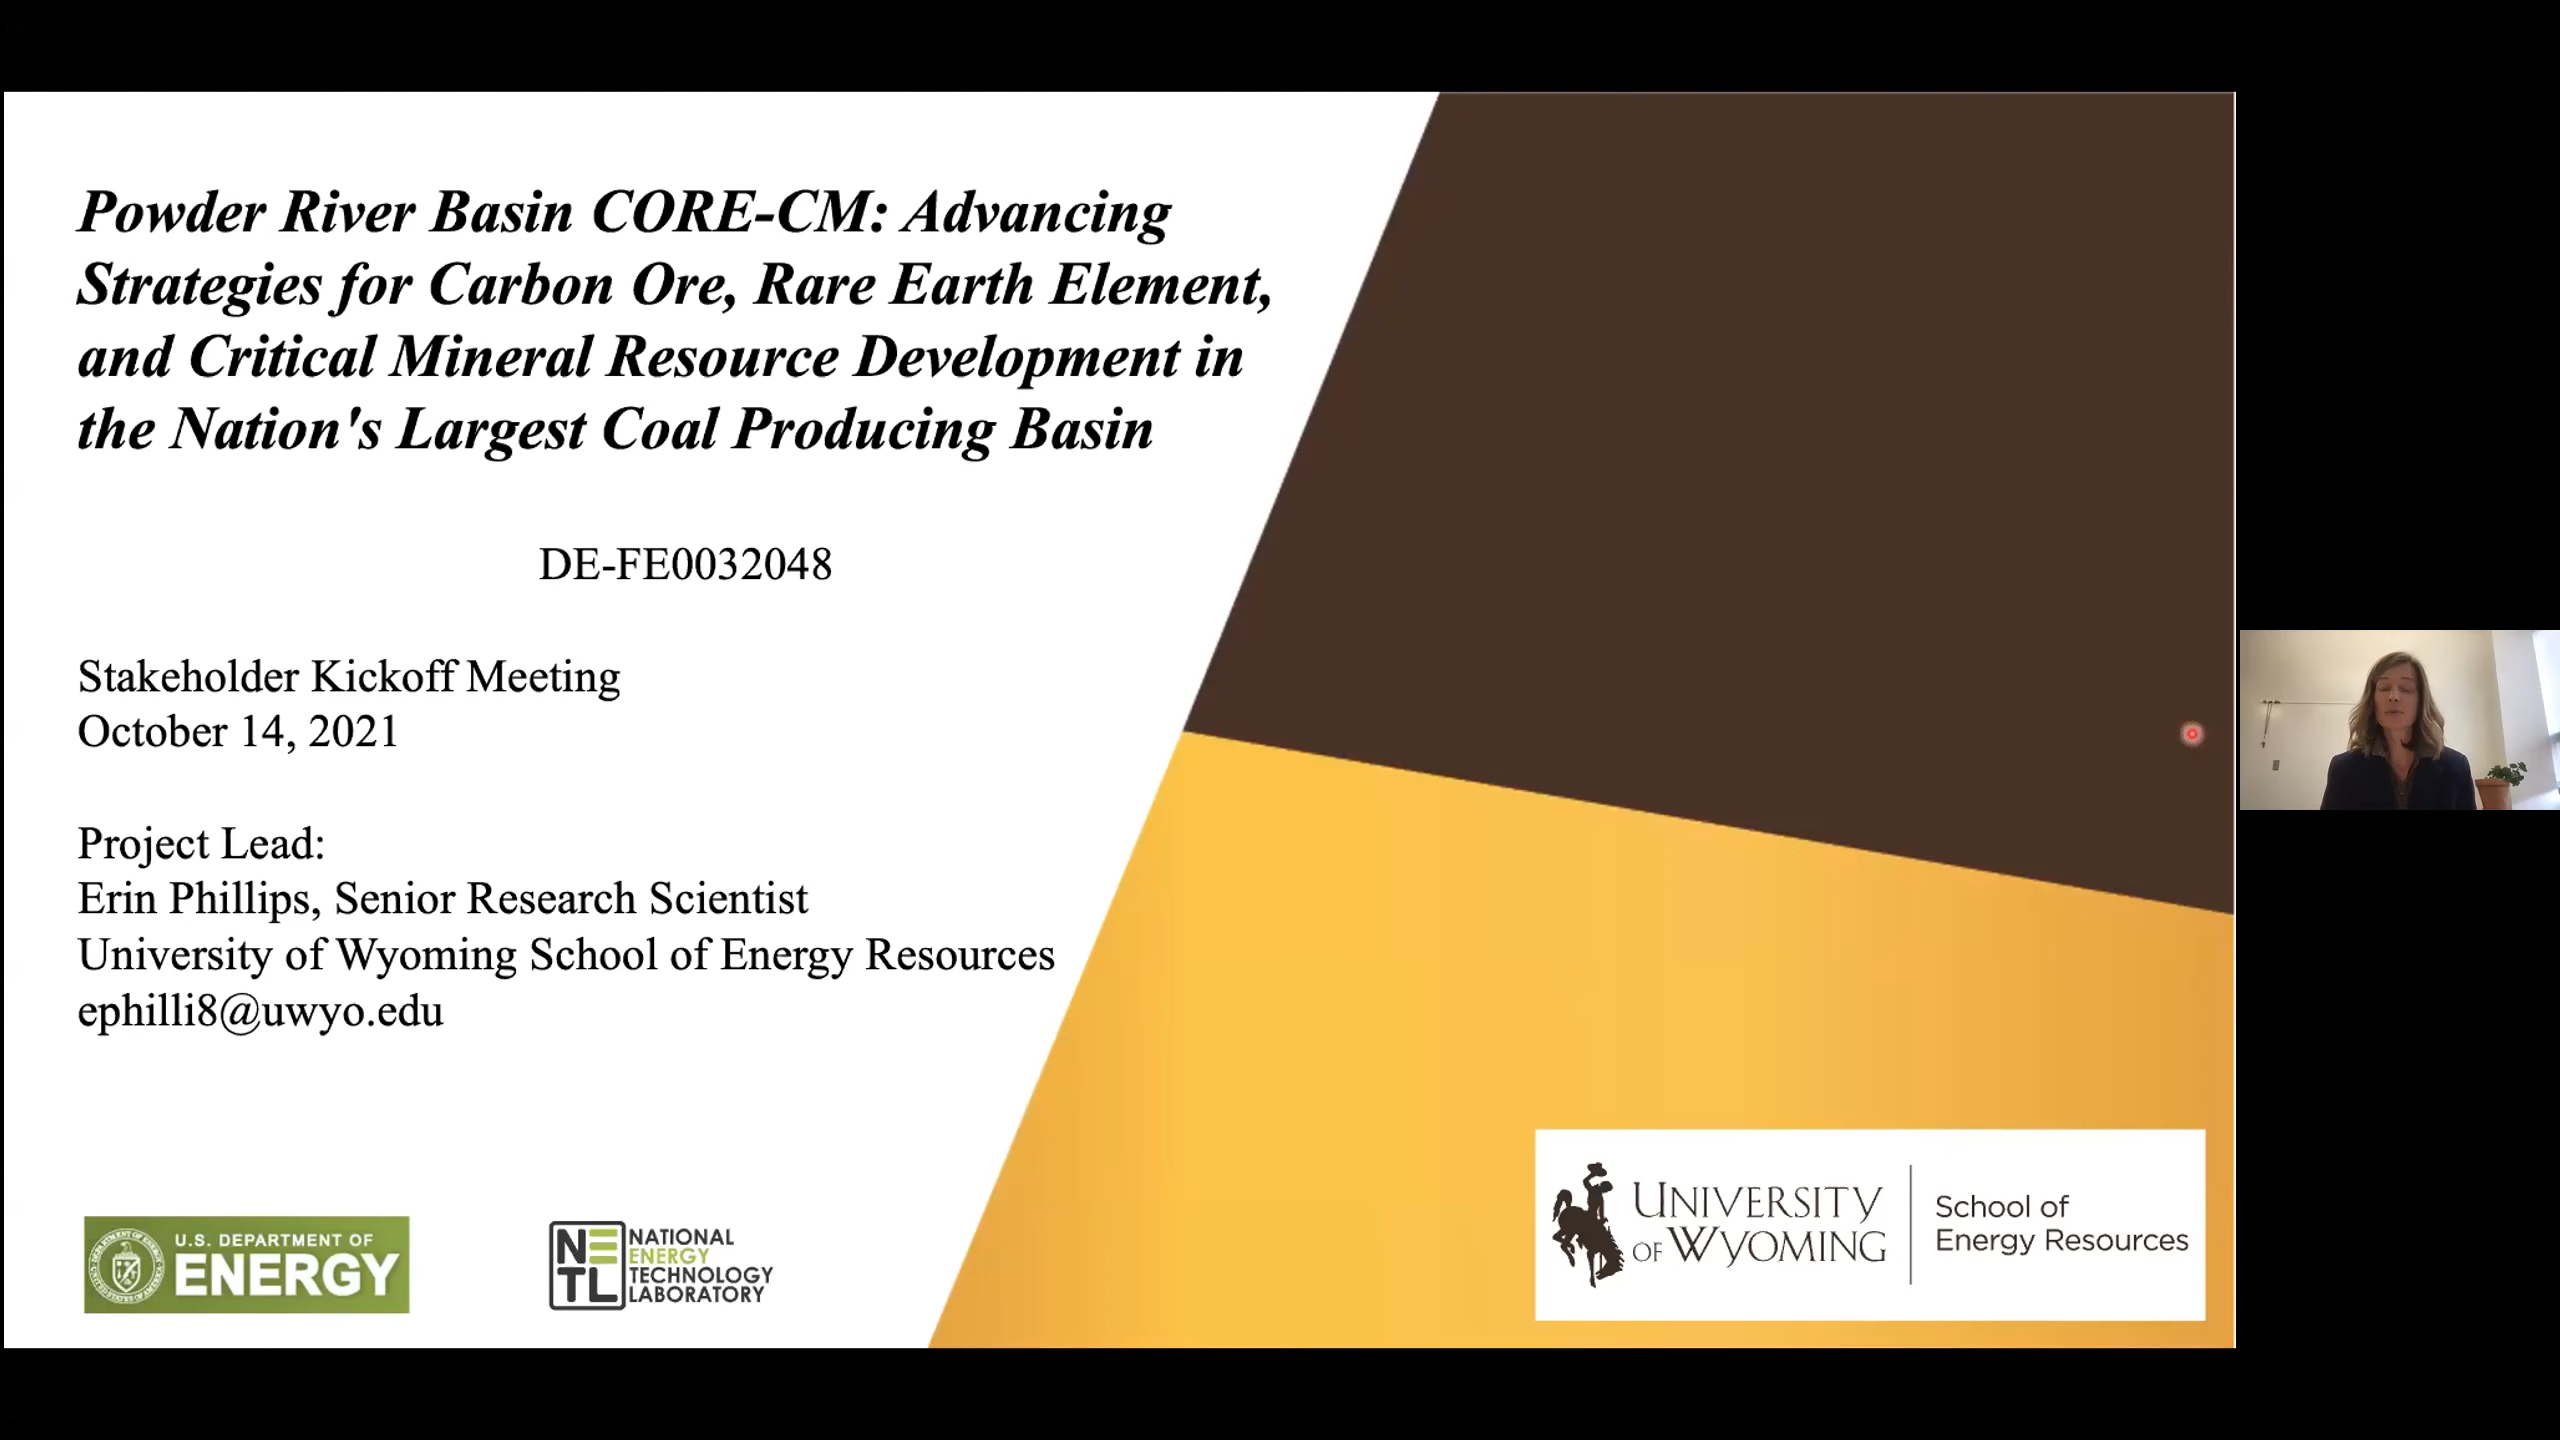 Powder River Basin CORE-CM: Advancing
Strategies for Carbon Ore, Rare Earth Element,
and Critical Mineral Resource Development in
the Nation's Largest Coal Producing Basin
DE-FE0032048
Stakeholder Kickoff Meeting
October 14, 2021
Project Lead:
Erin Phillips, Senior Research Scientist
University of Wyoming School of Energy Resources
ephilli8@uwyo.edu
U.S. DEPARTMENT OF
ENERGY
NE
TL
NATIONAL
ENERGY
TECHNOLOGY
LABORATORY
UNIVERSITY
OF WYOMING
School of
Energy Resources